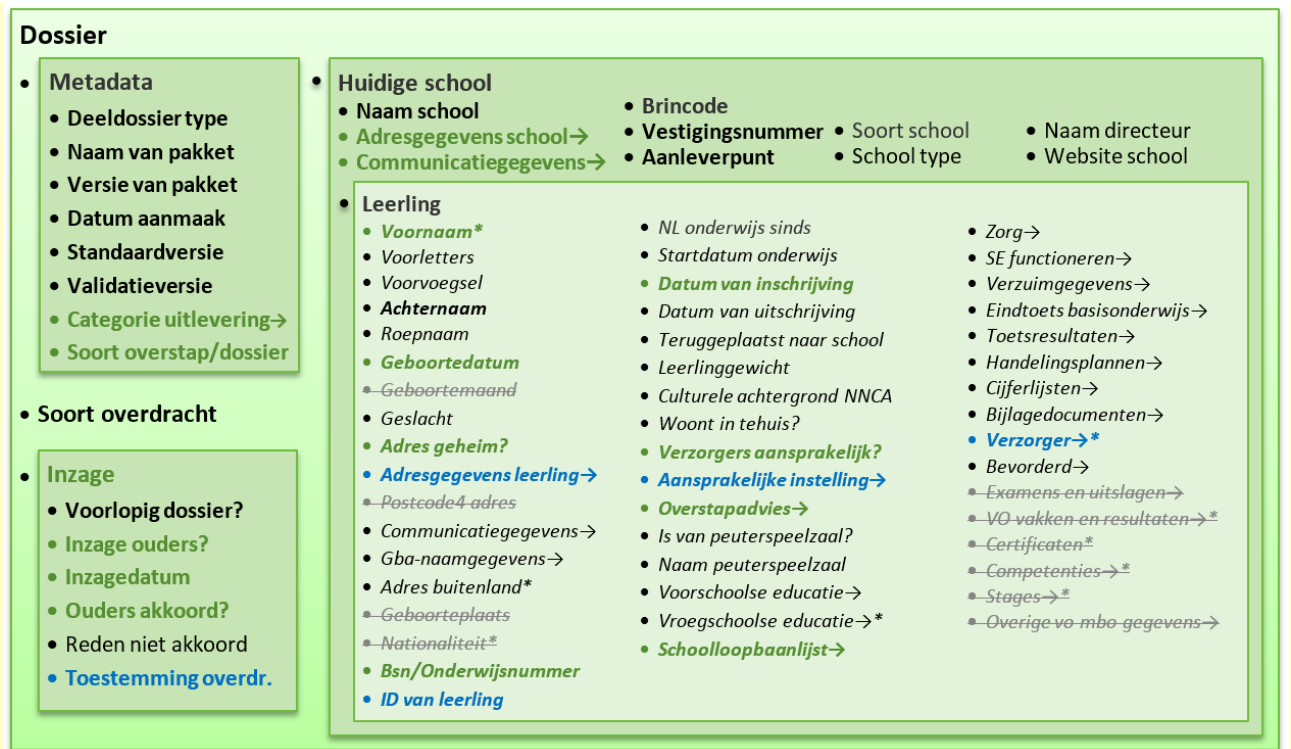 Dossier
• Metadata
• Deeldossier type
• Naam van pakket
• Versie van pakket
• Datum aanmaak
• Standaardversie
• Validatieversie
• Categorie uitlevering→
• Soort overstap/dossier
• Soort overdracht
• Inzage
• Voorlopig dossier?
• Inzage ouders?
• Inzagedatum
• Ouders akkoord?
• Reden niet akkoord
• Toestemming overdr.
• Huidige school
• Naam school
• Adresgegevens school→
• Communicatiegegevens→
• Brincode
• Vestigingsnummer
• Aanleverpunt
• Soort school
• School type
• Naam directeur
• Website school
• Leerling
• Voornaam*
• Voorletters
• Voorvoegsel
• Achternaam
• Roepnaam
• Geboortedatum
• Geboortemaand
• Geslacht
• Adres geheim?
• Adresgegevens leerling→
• Postcode4 adres
• Communicatiegegevens→
• Gba-naamgegevens→
• Adres buitenland*
• Geboorteplaats
• Nationaliteit*
• Bsn/Onderwijsnummer
• ID van leerling
• NL onderwijs sinds
• Startdatum onderwijs
• Datum van inschrijving
• Datum van uitschrijving
• Teruggeplaatst naar school
• Leerlinggewicht
• Culturele achtergrond NNCA
• Woont in tehuis?
• Verzorgers aansprakelijk?
• Aansprakelijke instelling→
• Overstapadvies→
• Is van peuterspeelzaal?
• Naam peuterspeelzaal
• Voorschoolse educatie→
• Vroegschoolse educatie→*
• Schoolloopbaanlijst→
• Zorg→
• SE functioneren→
• Verzuimgegevens→
• Eindtoets basisonderwijs→
• Toetsresultaten→
• Handelingsplannen→
• Cijferlijsten→
• Bijlagedocumenten→
• Verzorger→*
• Bevorderd→
• Examens en uitslagen→
• VO vakken en resultaten→*
• Certificaten*
• Competenties→*
• Stages→*
• Overige vo mbo gegevens→